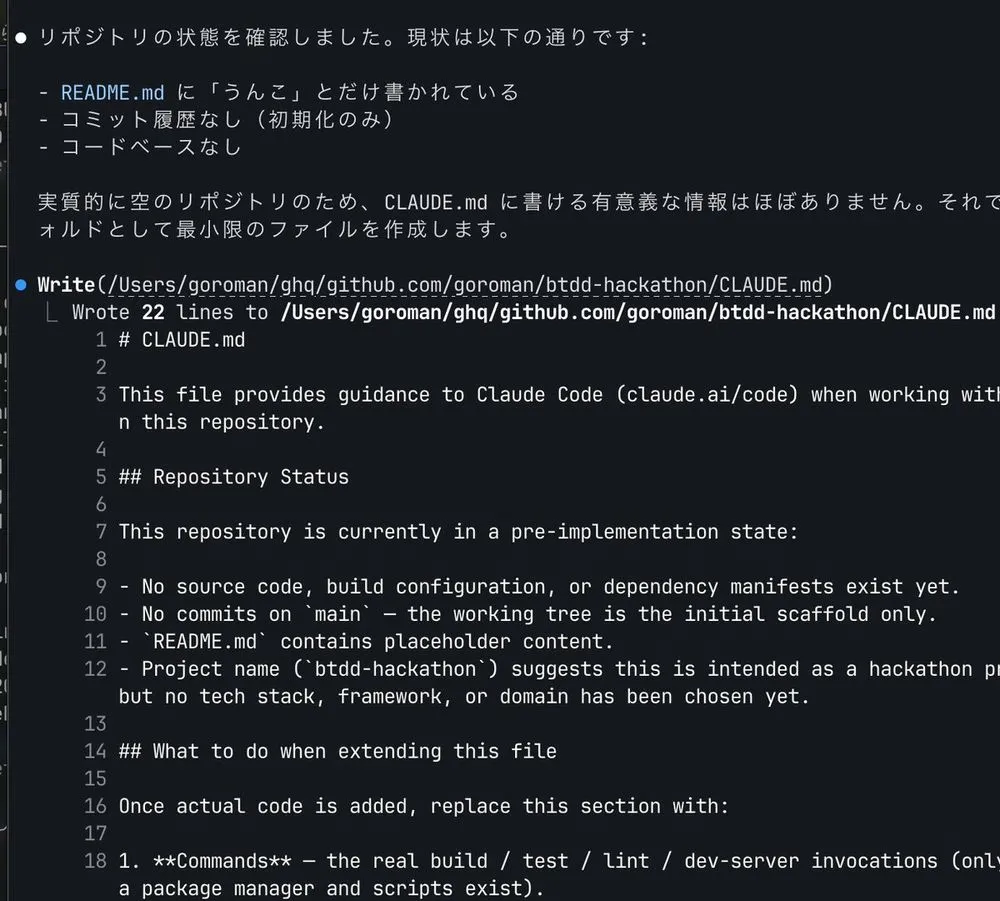 リポジトリの状態を確認しました。現状は以下の通りです:
- README.md に「うんこ」とだけ書かれている
- コミット履歴なし（初期化のみ）
- コードベースなし
実質的に空のリポジトリのため、CLAUDE.md に書ける有意義な情報はほぼありません。それで
ォルドとして最小限のファイルを作成します。
Write(/Users/goroman/ghq/github.com/goroman/btdd-hackathon/CLAUDE.md)
Wrote 22 lines to /Users/goroman/ghq/github.com/goroman/btdd-hackathon/CLAUDE.md
1 # CLAUDE.md
2
3 This file provides guidance to Claude Code (claude.ai/code) when working with
n this repository.
4
5 ## Repository Status
6
7 This repository is currently in a pre-implementation state:
8
9 - No source code, build configuration, or dependency manifests exist yet.
10 - No commits on `main` — the working tree is the initial scaffold only.
11 - `README.md` contains placeholder content.
12 - Project name (`btdd-hackathon`) suggests this is intended as a hackathon
but no tech stack, framework, or domain has been chosen yet.
13
14 ## What to do when extending this file
15
16 Once actual code is added, replace this section with:
17
18 1. **Commands** — the real build / test / lint / dev-server invocations (only
a package manager and scripts exist).